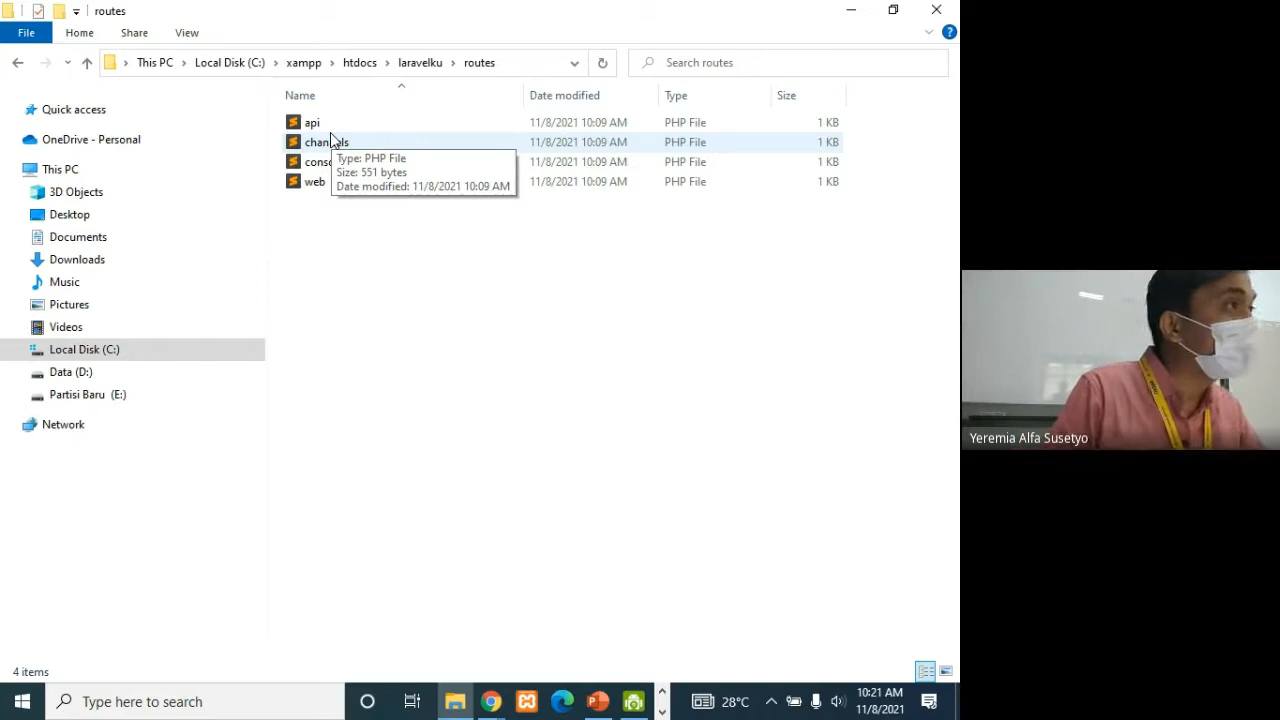 routes
File Home Share View
This PC Local Disk (C:) xampp htdocs laravelku routes
Search routes
Name Date modified Type Size
api 11/8/2021 10:09 AM PHP File 1 KB
channels 11/8/2021 10:09 AM PHP File 1 KB
conso 11/8/2021 10:09 AM PHP File 1 KB
web 11/8/2021 10:09 AM PHP File 1 KB
Type: PHP File
Size: 551 bytes
Date modified: 11/8/2021 10:09 AM
Quick access
OneDrive - Personal
This PC
3D Objects
Desktop
Documents
Downloads
Music
Pictures
Videos
Local Disk (C:)
Data (D:)
Partisi Baru (E:)
Network
4 items
Yeremia Alfa Susetyo
Type here to search
28°C
10:21 AM
11/8/2021